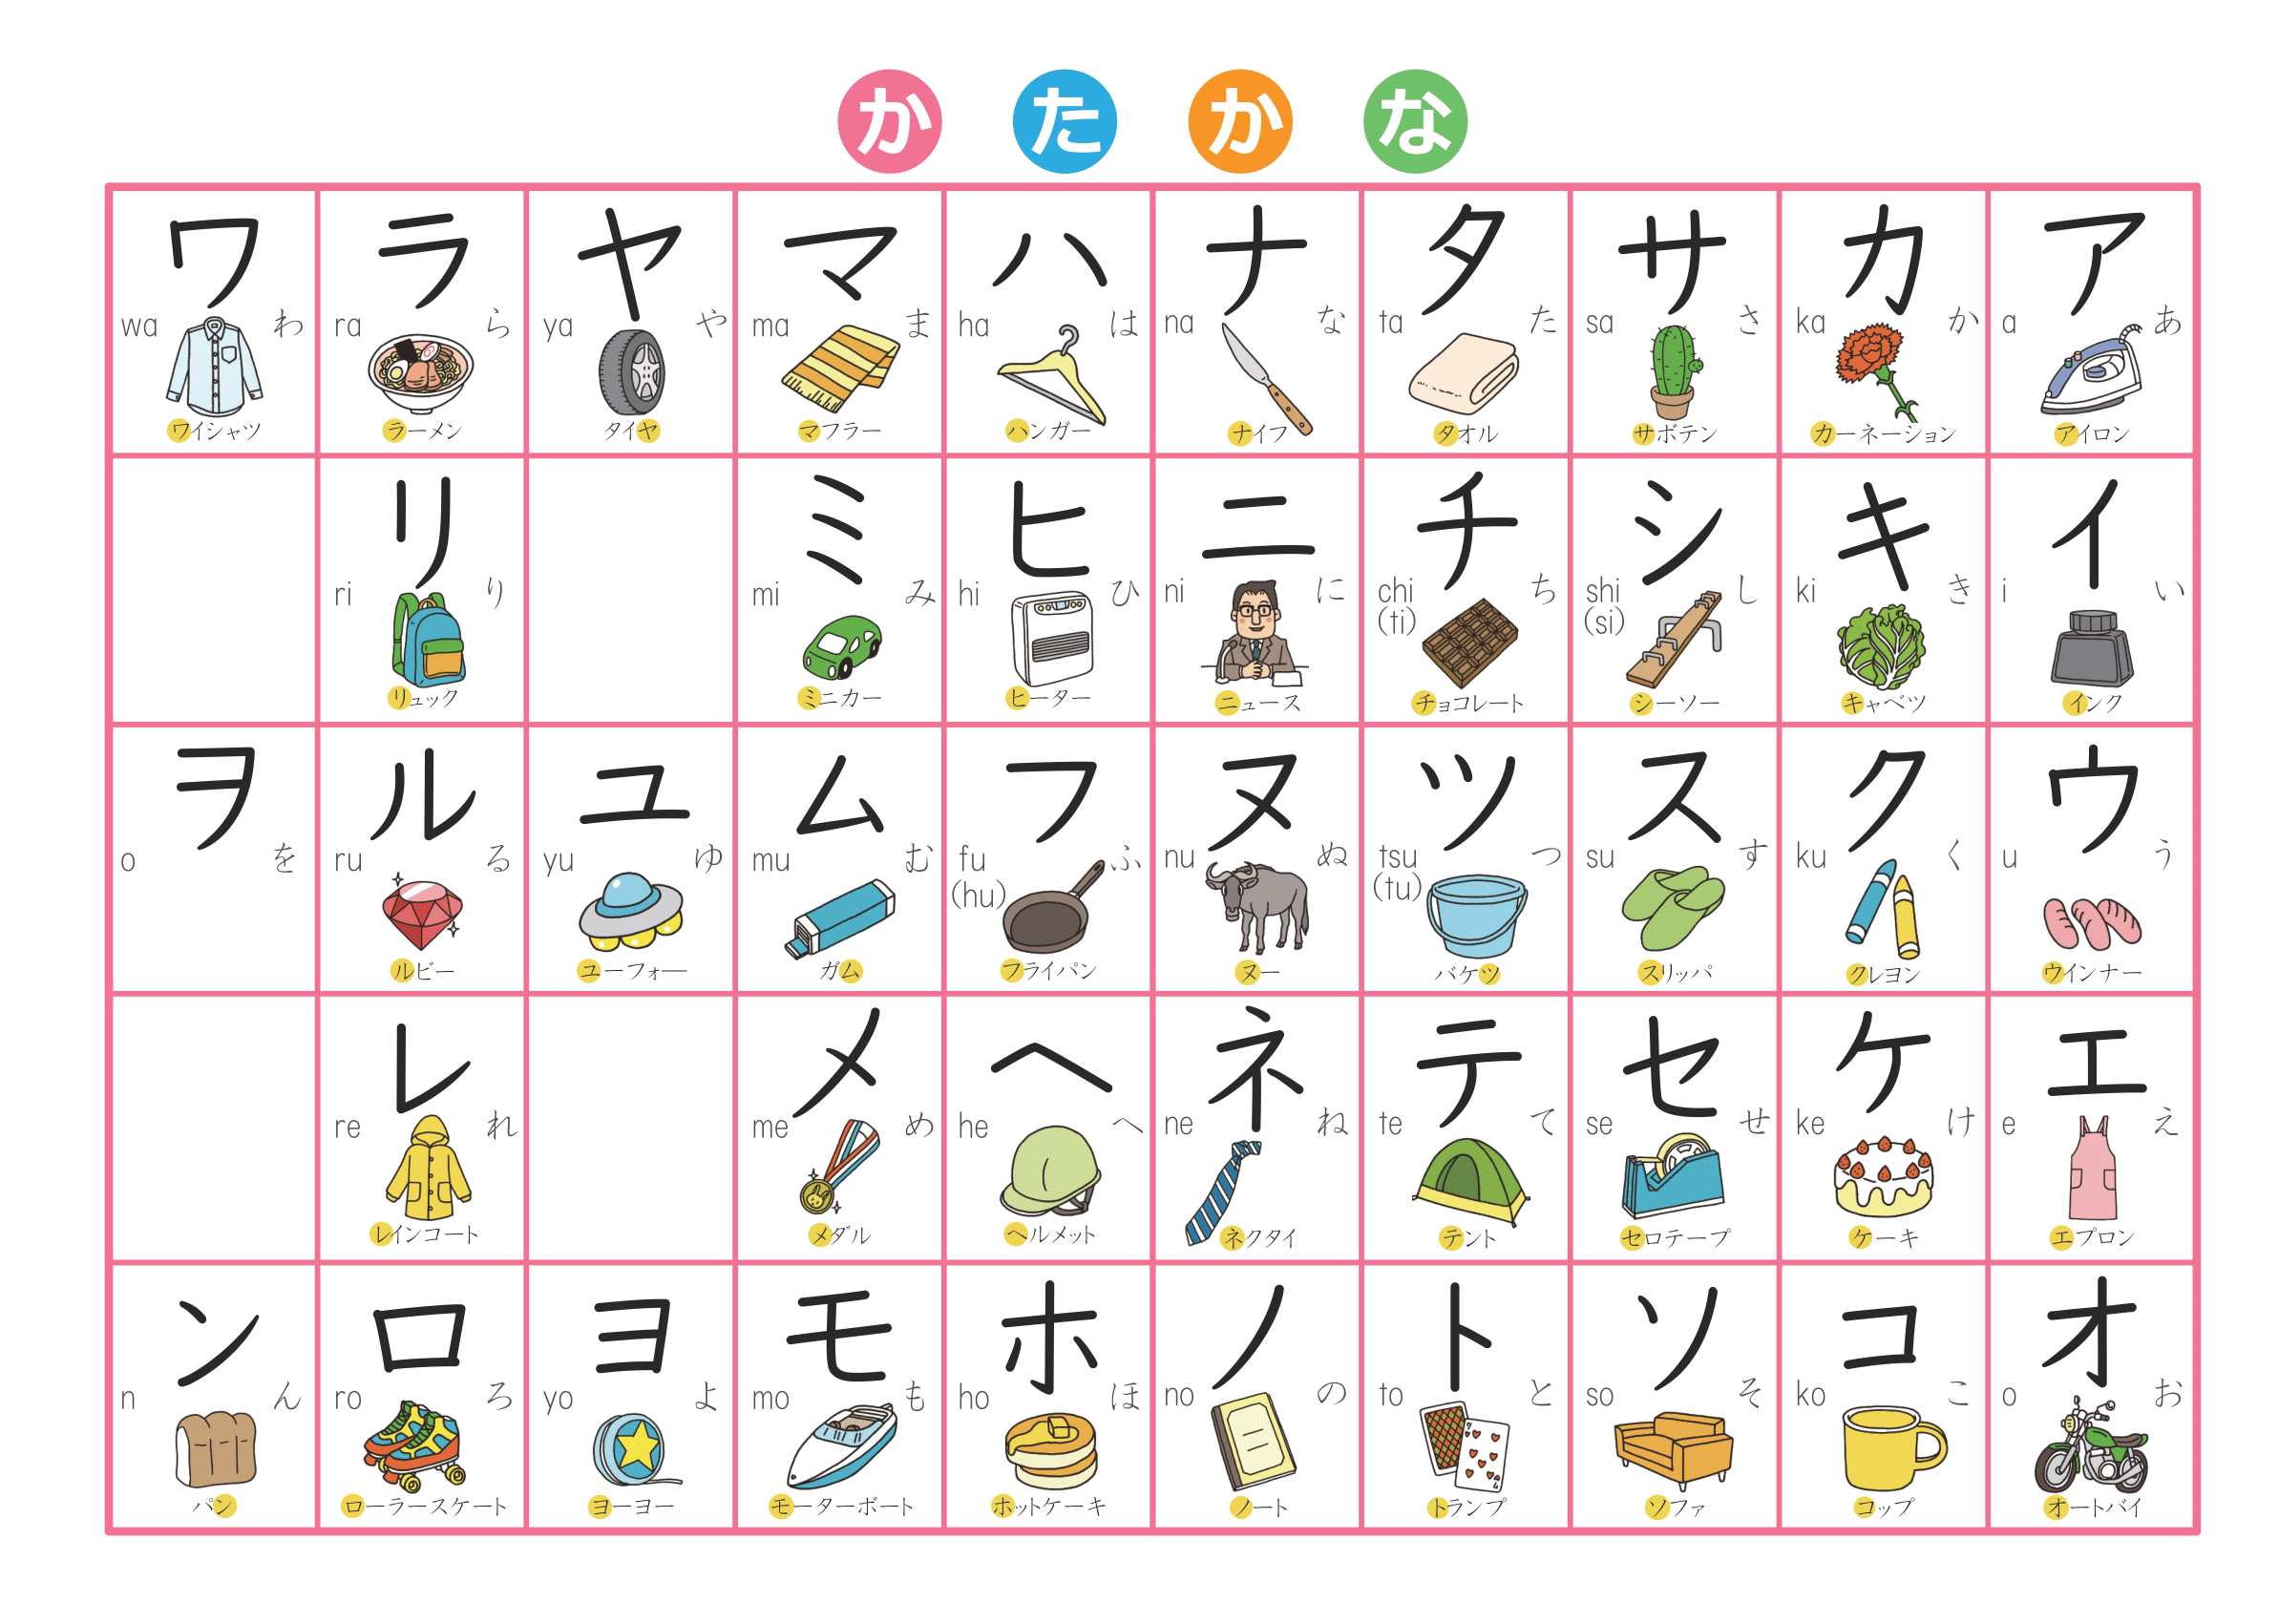 かたかな
ア a あ アイロン
イ i い インク
ウ u う ウインナー
エ e え エプロン
オ o お オートバイ
カ ka か カーネーション
キ ki き キャベツ
ク ku く クレヨン
ケ ke け ケーキ
コ ko こ コップ
サ sa さ サボテン
シ shi (si) し シーソー
ス su す スリッパ
セ se せ セロテープ
ソ so そ ソファ
タ ta た タオル
チ chi (ti) ち チョコレート
ツ tsu (tu) つ バケツ
テ te て テント
ト to と トランプ
ナ na な ナイフ
ニ ni に ニュース
ヌ nu ぬ ヌー
ネ ne ね ネクタイ
ノ no の ノート
ハ ha は ハンガー
ヒ hi ひ ヒーター
フ fu (hu) ふ フライパン
ヘ he へ ヘルメット
ホ ho ほ ホットケーキ
マ ma ま マフラー
ミ mi み ミニカー
ム mu む ガム
メ me め メダル
モ mo も モーターボート
ヤ ya や タイヤ
ユ yu ゆ ユーフォー
ヨ yo よ ヨーヨー
ラ ra ら ラーメン
リ ri り リュック
ル ru る ルビー
レ re れ レインコート
ロ ro ろ ローラースケート
ワ wa わ ワイシャツ
ヲ o を
ン n ん パン